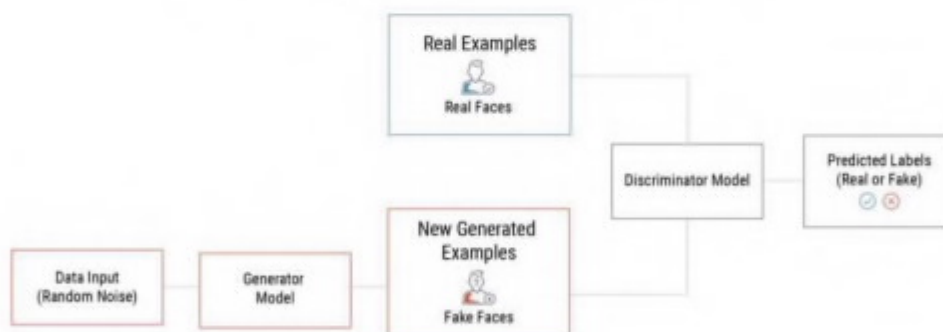 Real Examples
Real Faces
Discriminator Model
Predicted Labels
(Real or Fake)
New Generated
Examples
Fake Faces
Data Input
(Random Noise)
Generator
Model